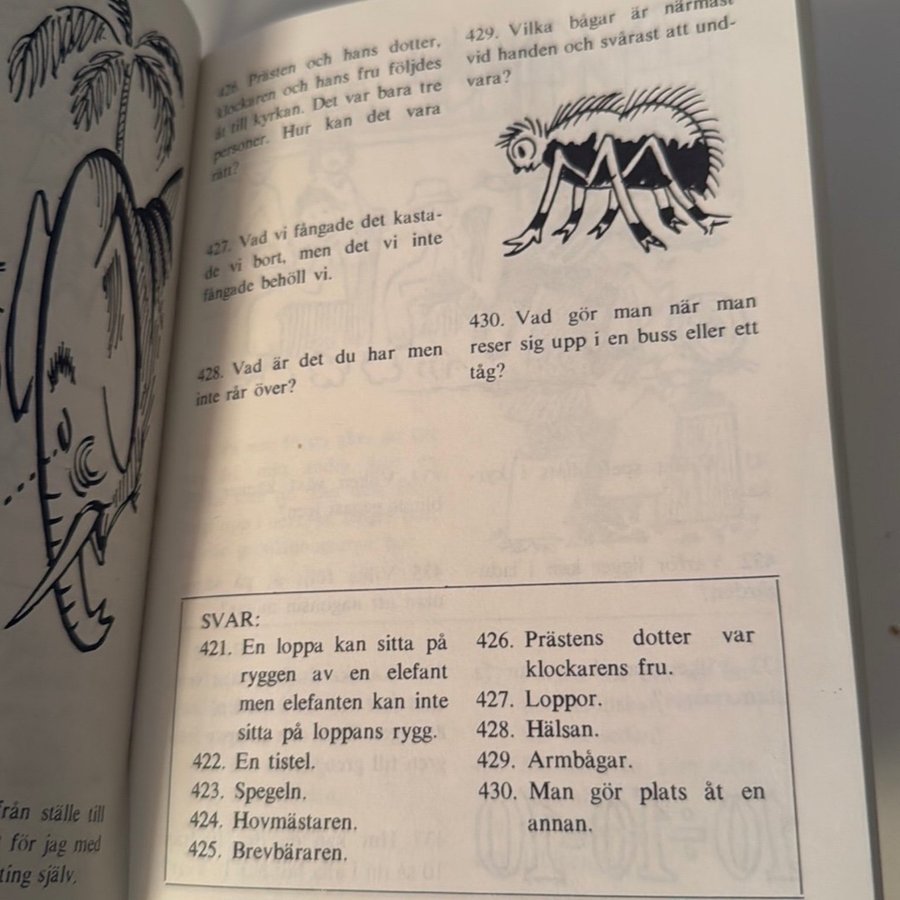 426. Prästen och hans dotter,
klockaren och hans fru följdes
åt till kyrkan. Det var bara tre
personer. Hur kan det vara
rätt?
427. Vad vi fångade det kasta-
de vi bort, men det vi inte
fångade behöll vi.
428. Vad är det du har men
inte rår över?
429. Vilka bågar är närmast
vid handen och svårast att und-
vara?
430. Vad gör man när man
reser sig upp i en buss eller ett
tåg?
SVAR:
421. En loppa kan sitta på
ryggen av en elefant
men elefanten kan inte
sitta på loppans rygg.
422. En tistel.
423. Spegeln.
424. Hovmästaren.
425. Brevbäraren.
426. Prästens dotter var
klockarens fru.
427. Loppor.
428. Hälsan.
429. Armbågar.
430. Man gör plats åt en
annan.
från ställe till
för jag med
ting själv.